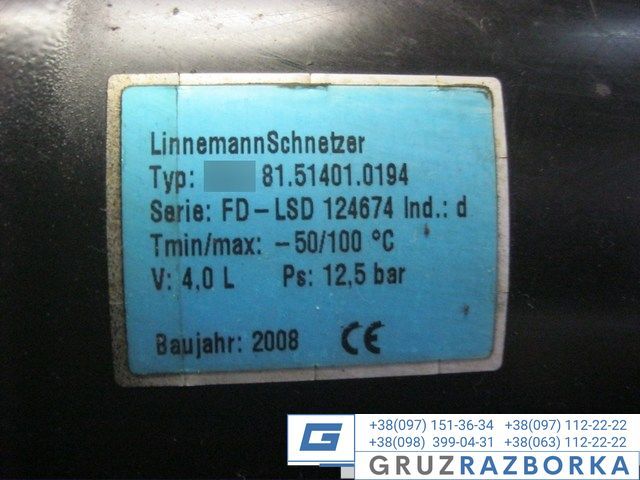 LinnemannSchnetzer
Typ: 81.51401.0194
Serie: FD-LSD 124674 Ind.: d
Tmin/max: -50/100 °C
V: 4,0 L Ps: 12,5 bar
Baujahr: 2008 CE
G
+38(097) 151-36-34 +38(097) 112-22-22
+38(098) 399-04-31 +38(063) 112-22-22
GRUZRAZBORKA